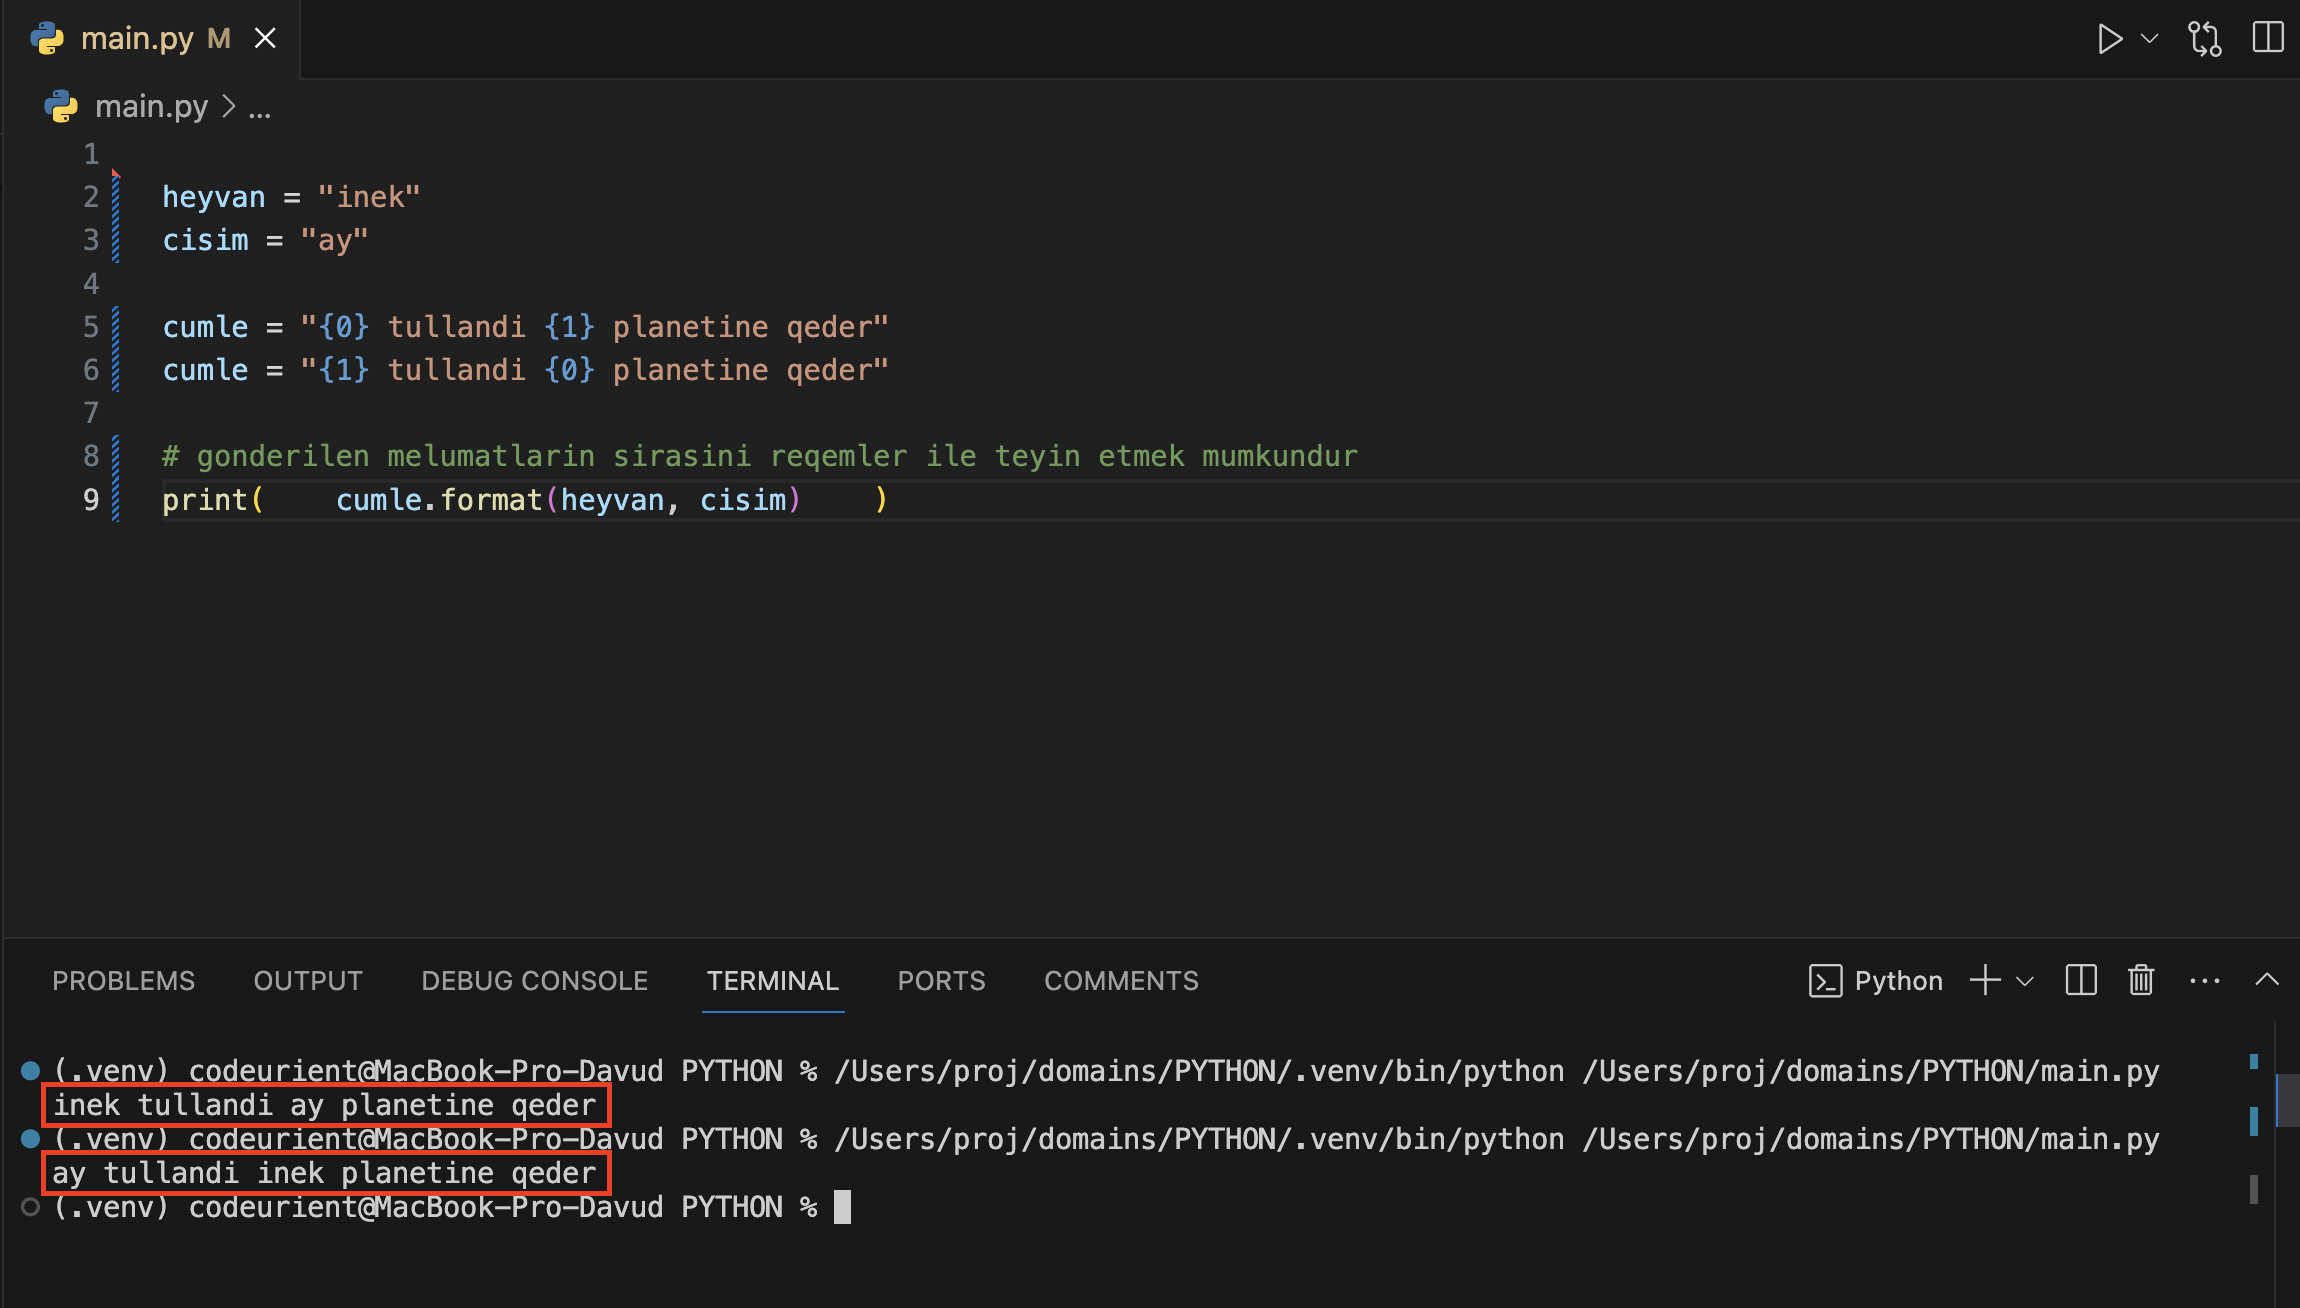 main.py M
main.py > ...
1
2 heyvan = "inek"
3 cisim = "ay"
4
5 cumle = "{0} tullandi {1} planetine qeder"
6 cumle = "{1} tullandi {0} planetine qeder"
7
8 # gonderilen melumatlarin sirasini reqemler ile teyin etmek mumkundur
9 print(    cumle.format(heyvan, cisim)    )
PROBLEMS OUTPUT DEBUG CONSOLE TERMINAL PORTS COMMENTS Python
(.venv) codeurient@MacBook-Pro-Davud PYTHON % /Users/proj/domains/PYTHON/.venv/bin/python /Users/proj/domains/PYTHON/main.py
inek tullandi ay planetine qeder
(.venv) codeurient@MacBook-Pro-Davud PYTHON % /Users/proj/domains/PYTHON/.venv/bin/python /Users/proj/domains/PYTHON/main.py
ay tullandi inek planetine qeder
(.venv) codeurient@MacBook-Pro-Davud PYTHON %